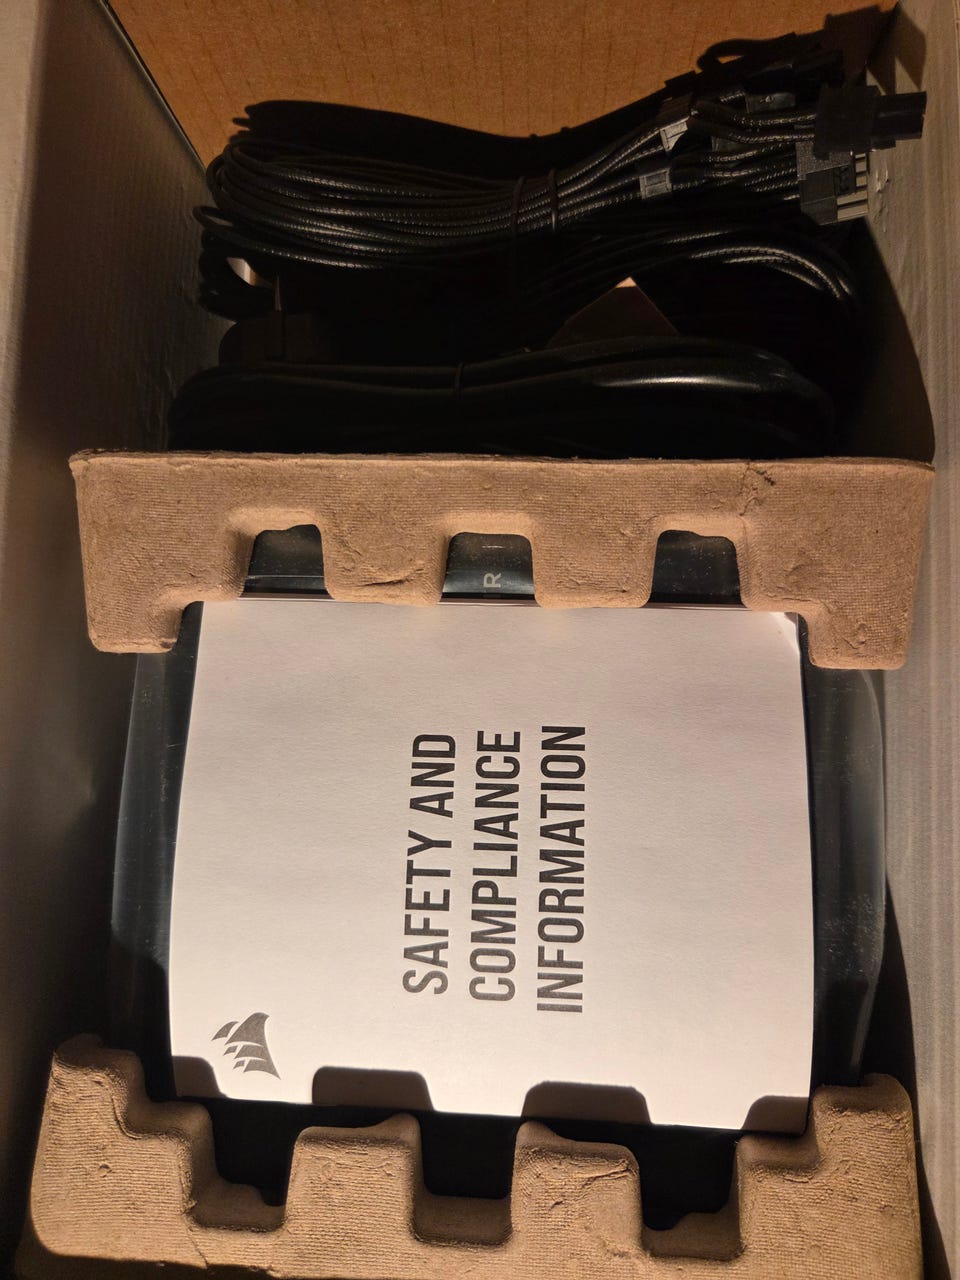 R
SAFETY AND
COMPLIANCE
INFORMATION